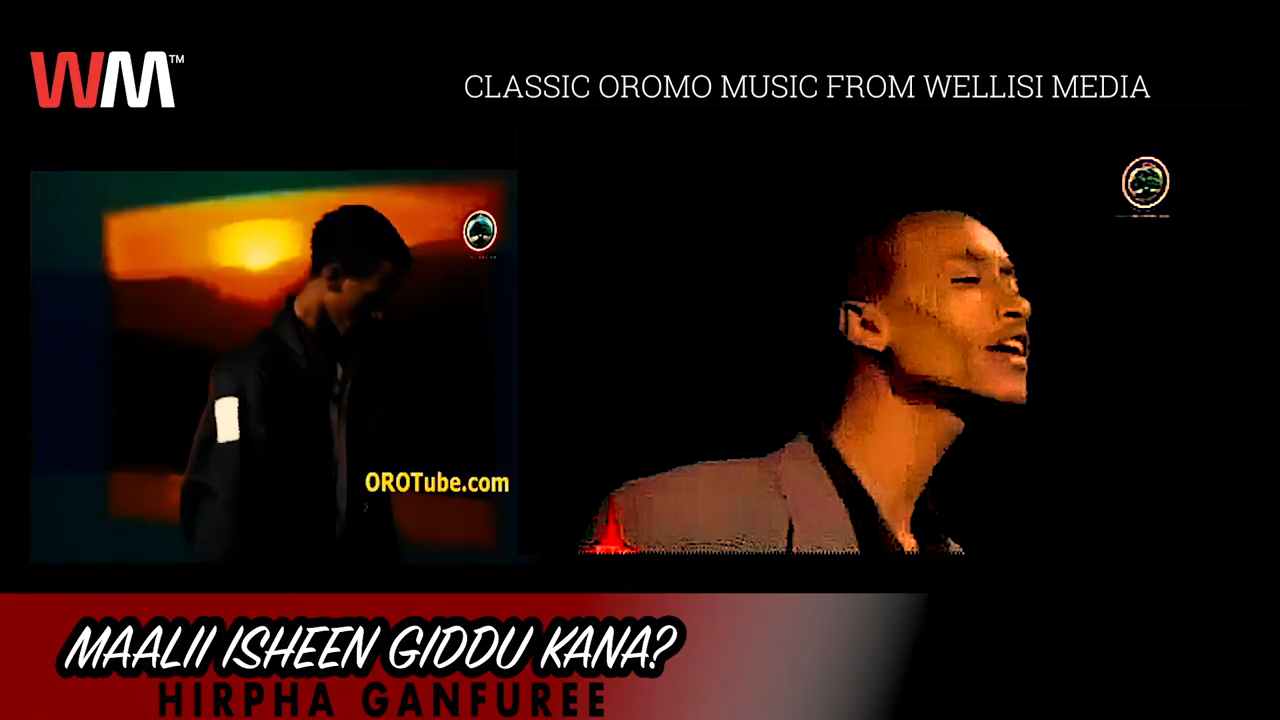 WM™
CLASSIC OROMO MUSIC FROM WELLISI MEDIA
OROTube.com
MAALII ISHEEN GIDDU KANA?
HIRPHA GANFUREE